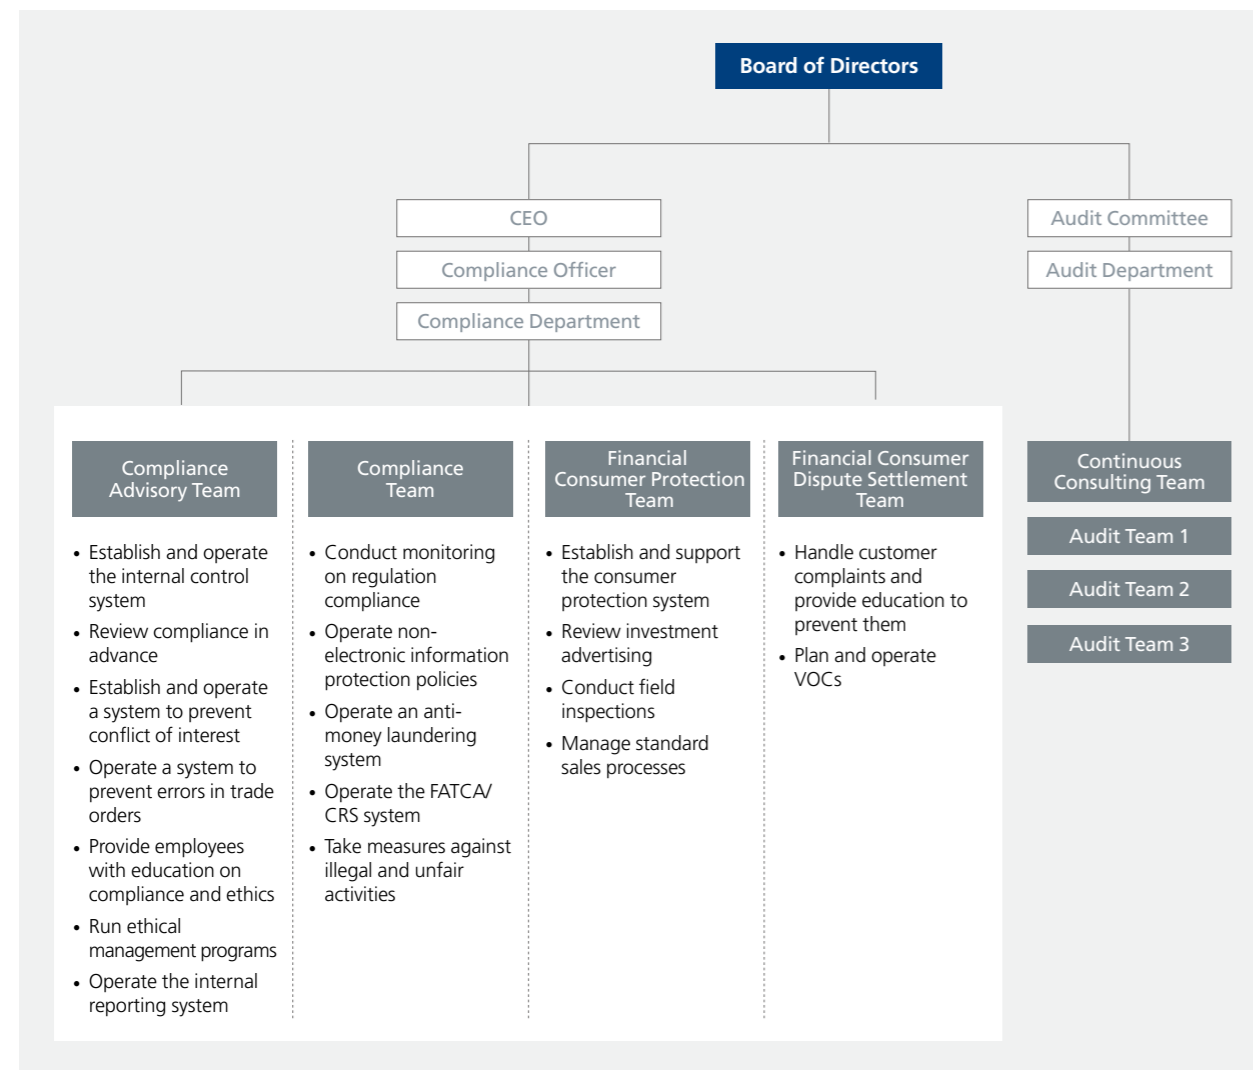 Board of Directors
CEO
Audit Committee
Compliance Officer
Audit Department
Compliance Department
Compliance
Advisory Team
• Establish and operate
the internal control
system
• Review compliance in
advance
• Establish and operate
a system to prevent
conflict of interest
• Operate a system to
prevent errors in trade
orders
• Provide employees
with education on
compliance and ethics
• Run ethical
management programs
• Operate the internal
reporting system
Compliance
Team
• Conduct monitoring
on regulation
compliance
• Operate non-
electronic information
protection policies
• Operate an anti-
money laundering
system
• Operate the FATCA/
CRS system
• Take measures against
illegal and unfair
activities
Financial
Consumer Protection
Team
• Establish and support
the consumer
protection system
• Review investment
advertising
• Conduct field
inspections
• Manage standard
sales processes
Financial Consumer
Dispute Settlement
Team
• Handle customer
complaints and
provide education to
prevent them
• Plan and operate
VOCs
Continuous
Consulting Team
Audit Team 1
Audit Team 2
Audit Team 3